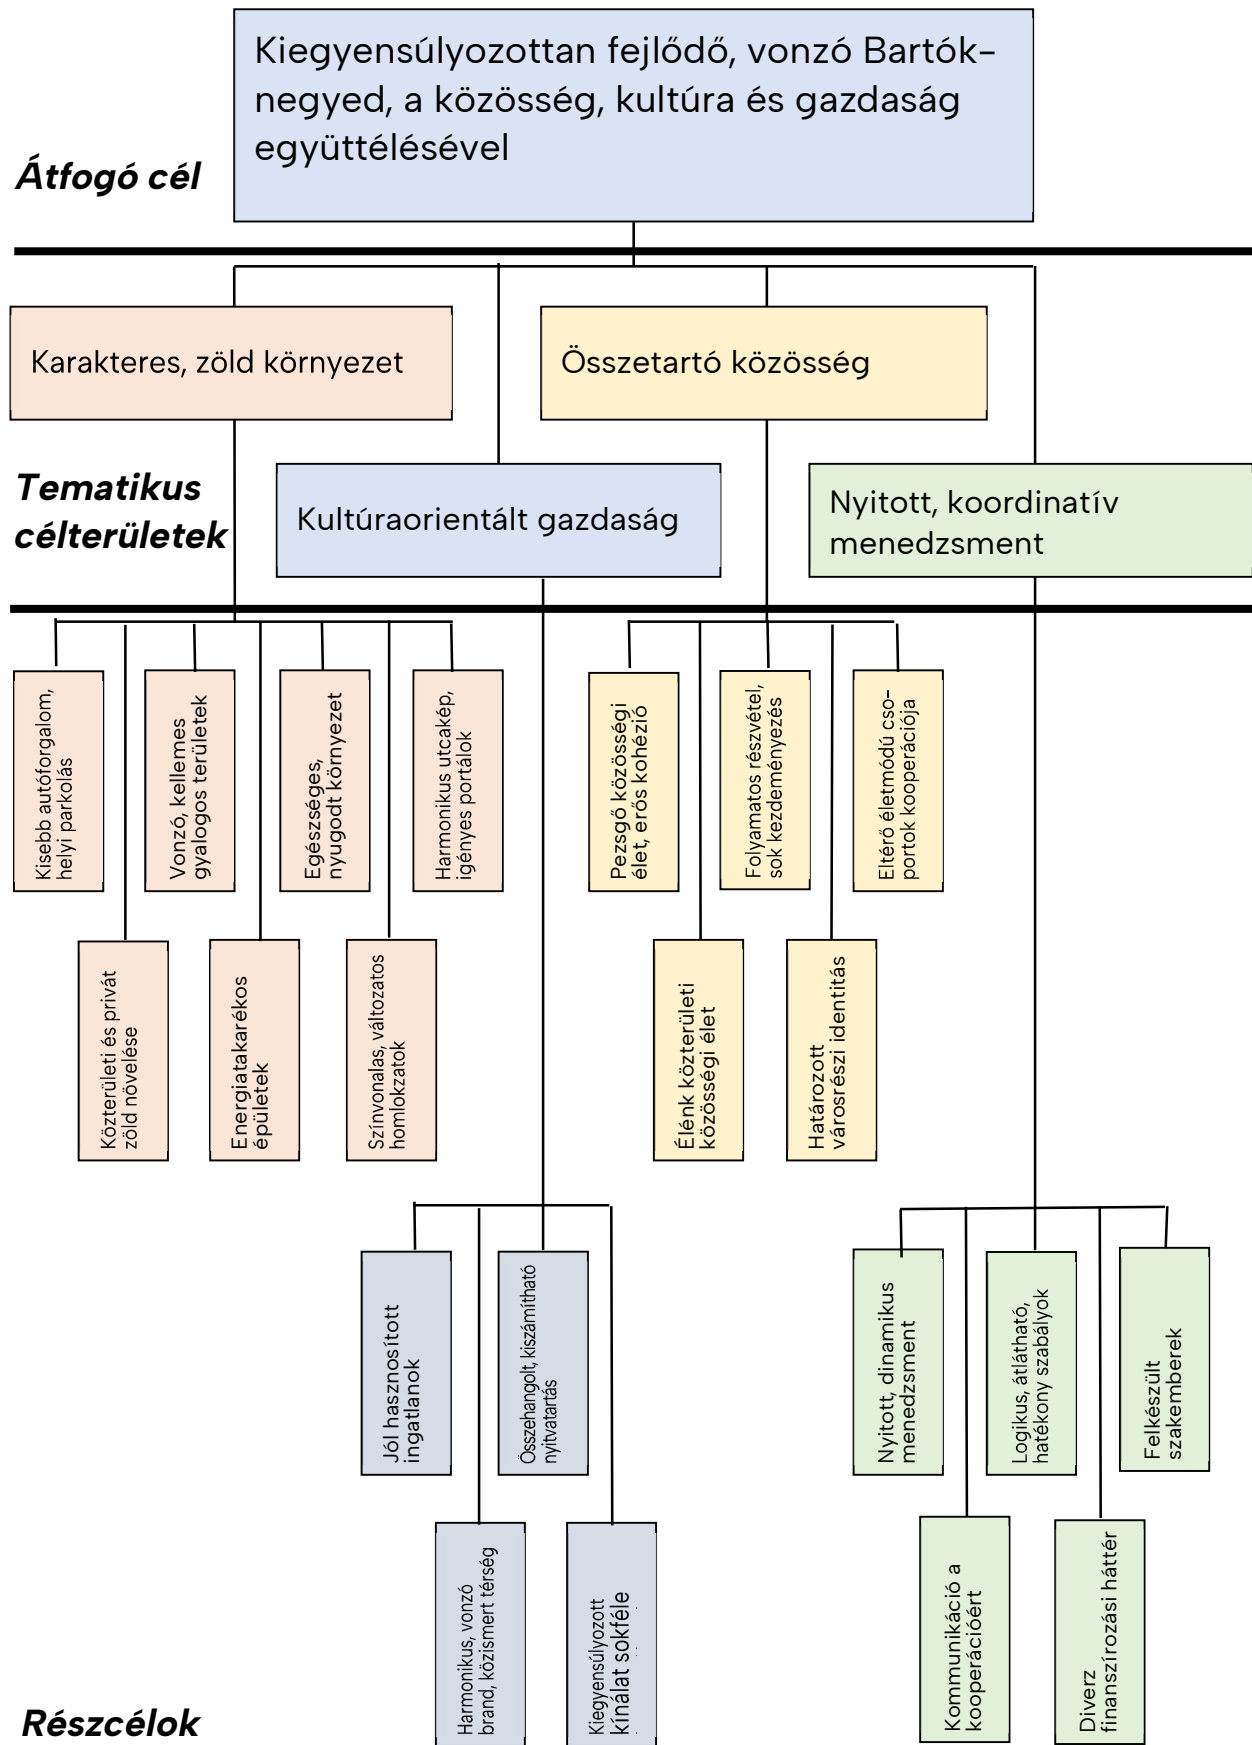 Kiegyensúlyozottan fejlődő, vonzó Bartók-
negyed, a közösség, kultúra és gazdaság
együttélésével
Átfogó cél
Karakteres, zöld környezet
Összetartó közösség
Tematikus
célterületek
Kultúraorientált gazdaság
Nyitott, koordinatív
menedzsment
Kisebb autóforgalom,
helyi parkolás
Vonzó, kellemes
gyalogos területek
Egészséges,
nyugodt környezet
Harmonikus utcakép,
igényes portálok
Pezsgő közösségi
élet, erős kohézió
Folyamatos részvétel,
sok kezdeményezés
Eltérő életmódú cso-
portok kooperációja
Közterületi és privát
zöld növelése
Energiatakarékos
épületek
Színvonalas, változatos
homlokzatok
Élénk közterületi
közösségi élet
Határozott
városrészi identitás
Jól hasznosított
ingatlanok
Összehangolt, kiszámítható
nyitvatartás
Nyitott, dinamikus
menedzsment
Logikus, átlátható,
hatékony szabályok
Felkészült
szakemberek
Harmonikus, vonzó
brand, közismert térség
Kiegyensúlyozott
kínálat sokféle
Kommunikáció a
kooperációért
Diverz
finanszírozási háttér
Részcélok